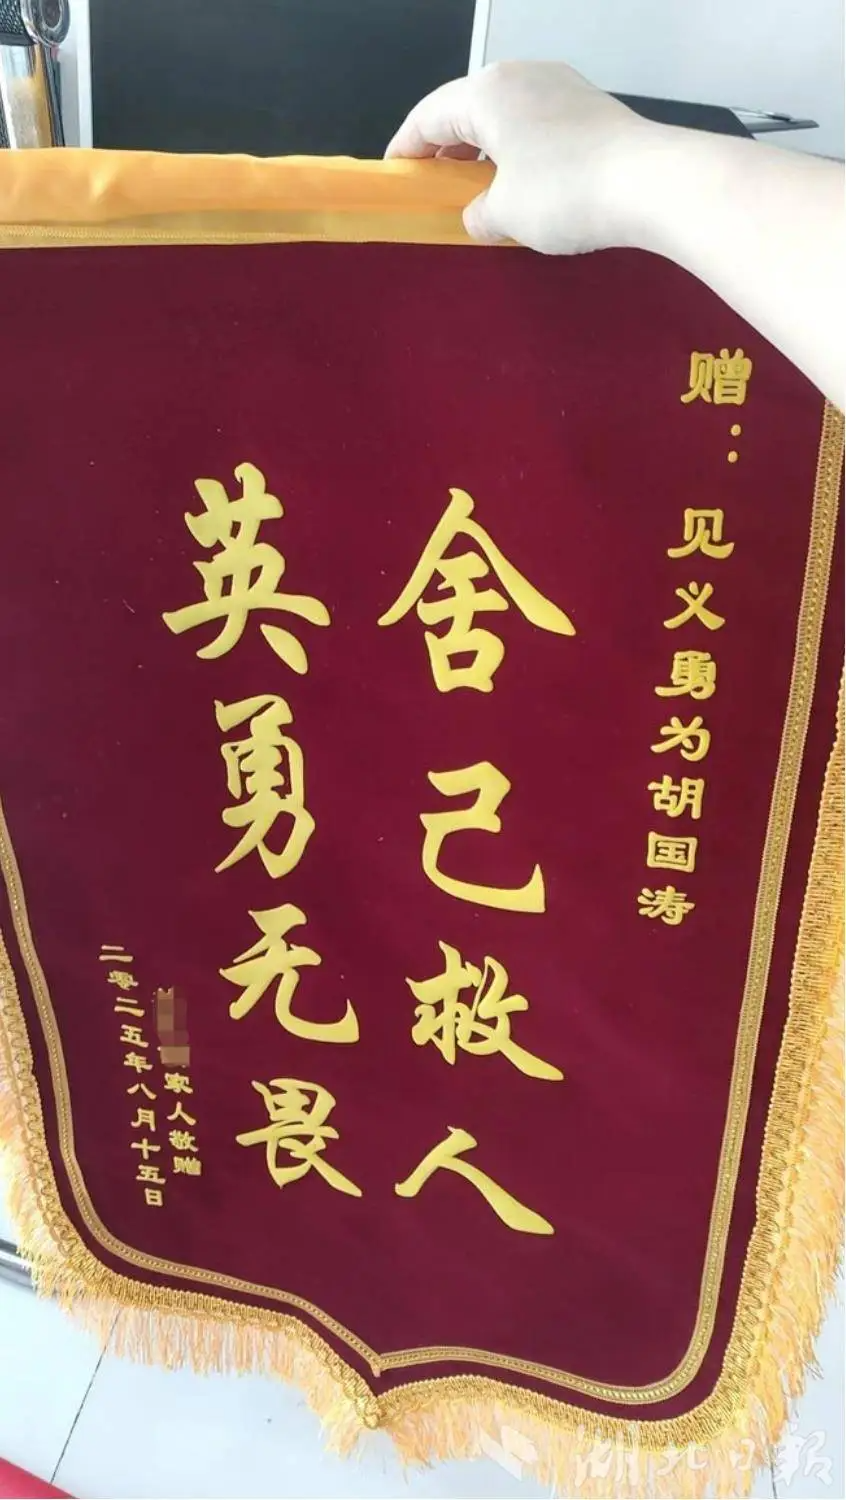 赠：见义勇为胡国涛
舍己救人
英勇无畏
家人敬赠
二零二五年八月十五日
湖北日报